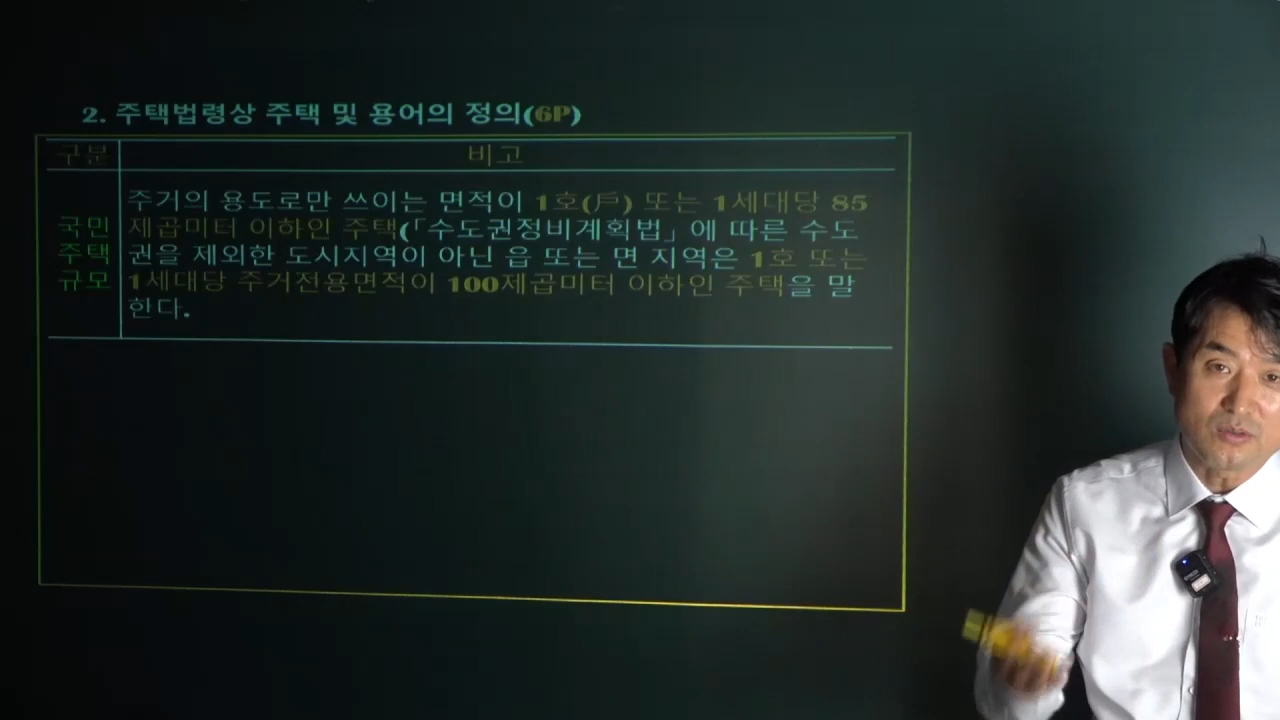 2. 주택법령상 주택 및 용어의 정의(6P)
구분 비고
국민주택규모
주거의 용도로만 쓰이는 면적이 1호(戶) 또는 1세대당 85
제곱미터 이하인 주택(「수도권정비계획법」에 따른 수도
권을 제외한 도시지역이 아닌 읍 또는 면 지역은 1호 또는
1세대당 주거전용면적이 100제곱미터 이하인 주택을 말
한다.